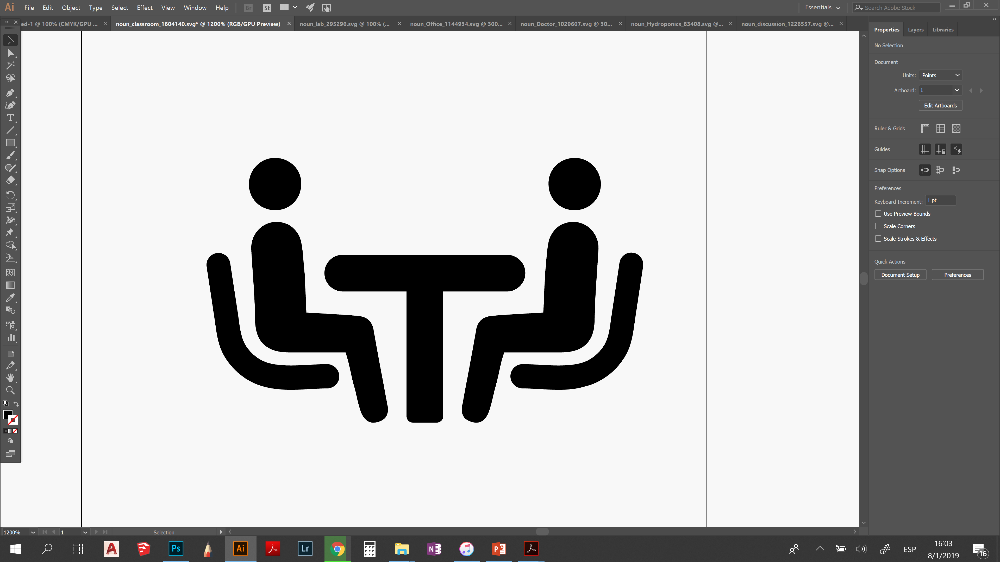 Ai File Edit Object Type Select Effect View Window Help Br St Essentials Search Adobe Stock
ed-1 @ 100% (CMYK/GPU ... noun_classroom_1604140.svg* @ 1200% (RGB/GPU Preview) noun_lab_295296.svg @ 100% (... noun_Office_1144934.svg @ 300... noun_Doctor_1029607.svg @ 30... noun_Hydroponics_83408.svg @... noun_discussion_1226557.svg @...
Properties Layers Libraries
No Selection
Document
Units: Points
Artboard: 1
Edit Artboards
Ruler & Grids
Guides
Snap Options
Preferences
Keyboard Increment: 1 pt
Use Preview Bounds
Scale Corners
Scale Strokes & Effects
Quick Actions
Document Setup Preferences
1200% 1 Selection
Ps Ai Lr N P ESP 16:03
8/1/2019 16